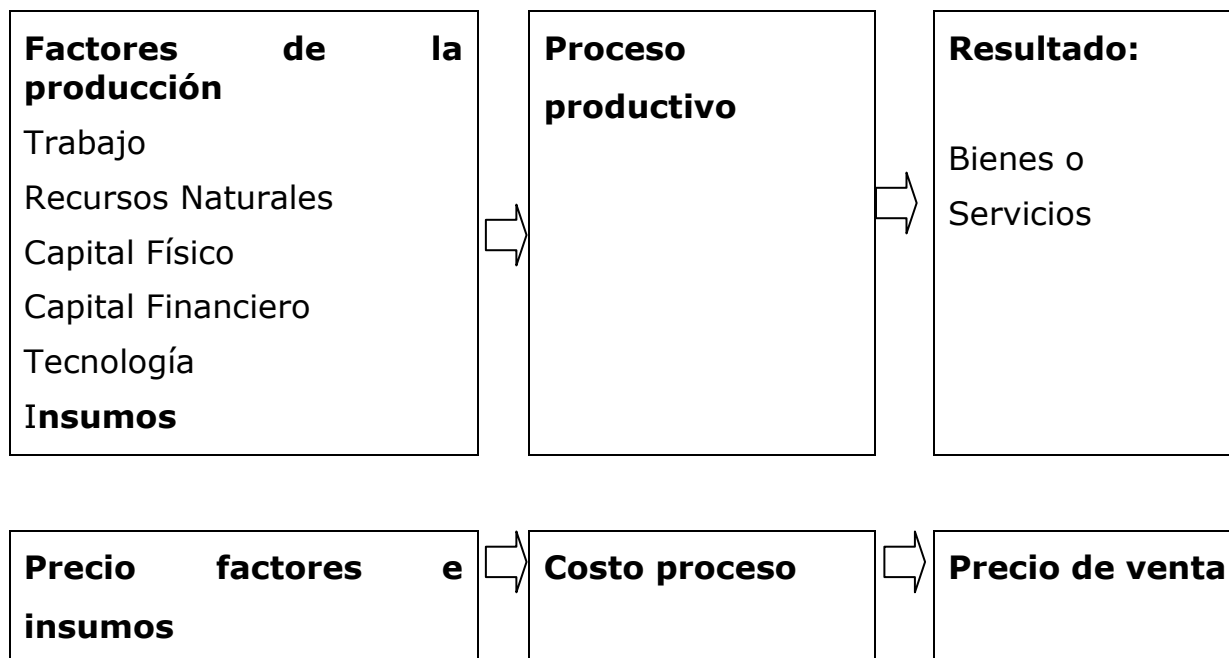 Factores de la
producción
Trabajo
Recursos Naturales
Capital Físico
Capital Financiero
Tecnología
Insumos
Proceso
productivo
Resultado:
Bienes o
Servicios
Precio factores e
insumos
Costo proceso
Precio de venta